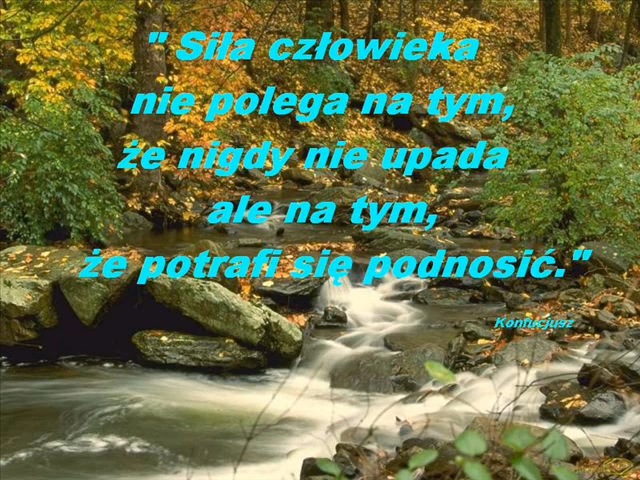 " Siła człowieka
nie polega na tym,
że nigdy nie upada
ale na tym,
że potrafi się podnosić."
Konfucjusz